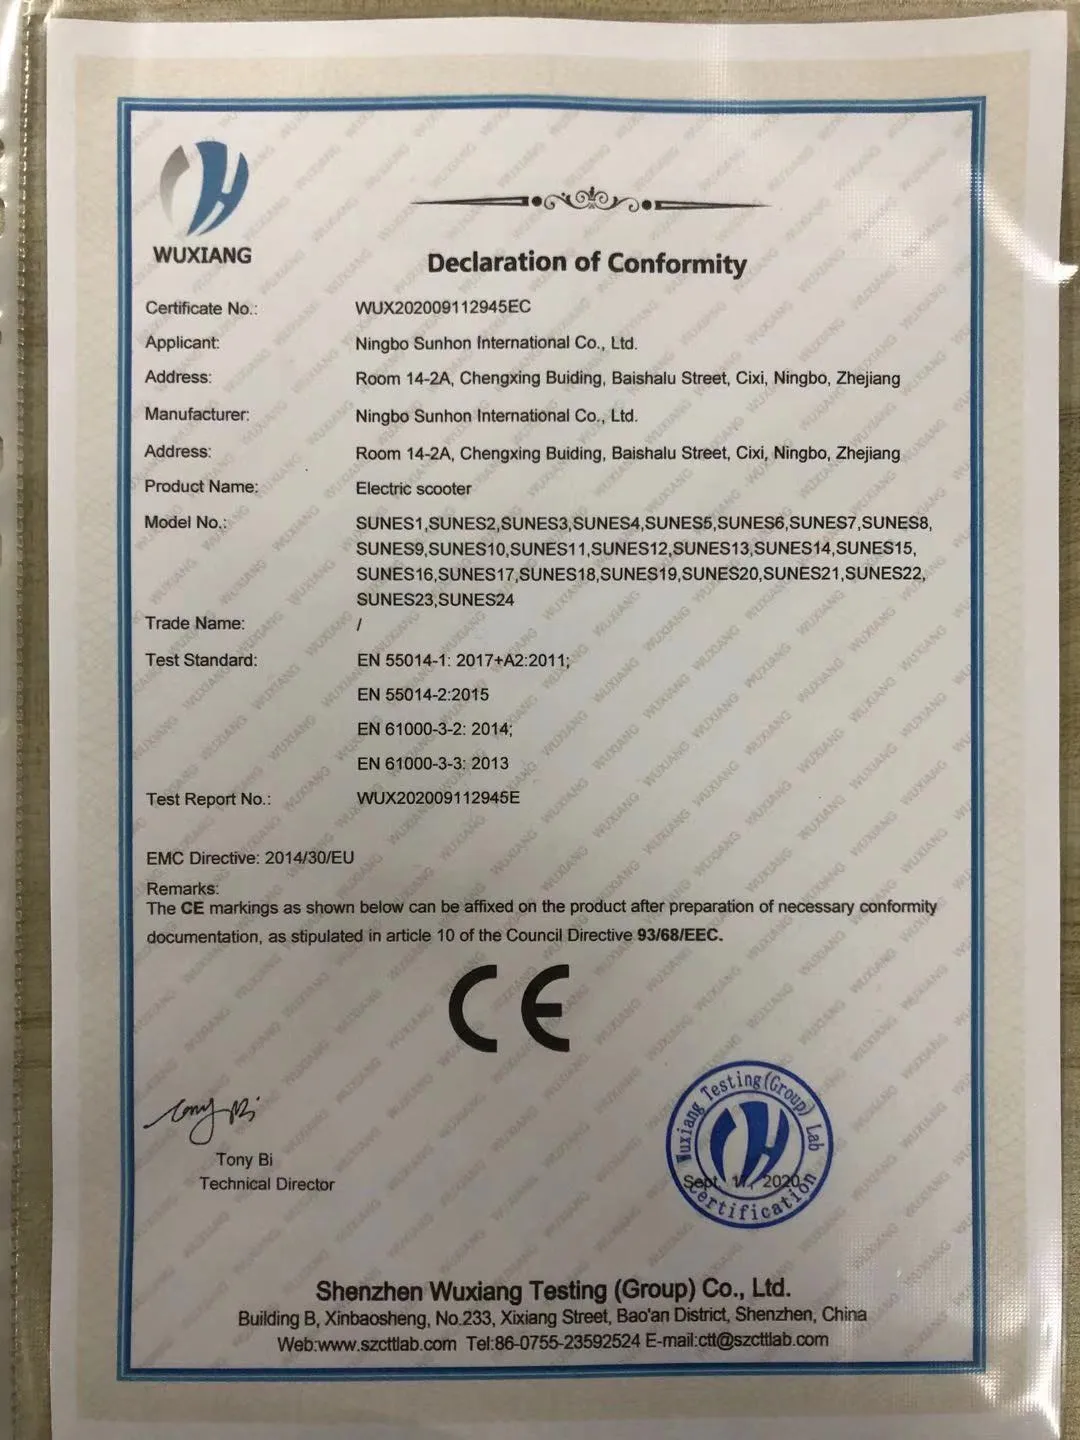 WUXIANG
Declaration of Conformity
Certificate No.: WUX202009112945EC
Applicant: Ningbo Sunhon International Co., Ltd.
Address: Room 14-2A, Chengxing Buiding, Baishalu Street, Cixi, Ningbo, Zhejiang
Manufacturer: Ningbo Sunhon International Co., Ltd.
Address: Room 14-2A, Chengxing Buiding, Baishalu Street, Cixi, Ningbo, Zhejiang
Product Name: Electric scooter
Model No.: SUNES1,SUNES2,SUNES3,SUNES4,SUNES5,SUNES6,SUNES7,SUNES8,
SUNES9,SUNES10,SUNES11,SUNES12,SUNES13,SUNES14,SUNES15,
SUNES16,SUNES17,SUNES18,SUNES19,SUNES20,SUNES21,SUNES22,
SUNES23,SUNES24
Trade Name: /
Test Standard: EN 55014-1: 2017+A2:2011;
EN 55014-2:2015
EN 61000-3-2: 2014;
EN 61000-3-3: 2013
Test Report No.: WUX202009112945E
EMC Directive: 2014/30/EU
Remarks:
The CE markings as shown below can be affixed on the product after preparation of necessary conformity
documentation, as stipulated in article 10 of the Council Directive 93/68/EEC.
CE
Tony Bi
Tony Bi
Technical Director
Wuxiang Testing(Group) Lab
Sept. 17, 2020
Certification
Shenzhen Wuxiang Testing (Group) Co., Ltd.
Building B, Xinbaosheng, No.233, Xixiang Street, Bao'an District, Shenzhen, China
Web:www.szcttlab.com Tel:86-0755-23592524 E-mail:ctt@szcttlab.com